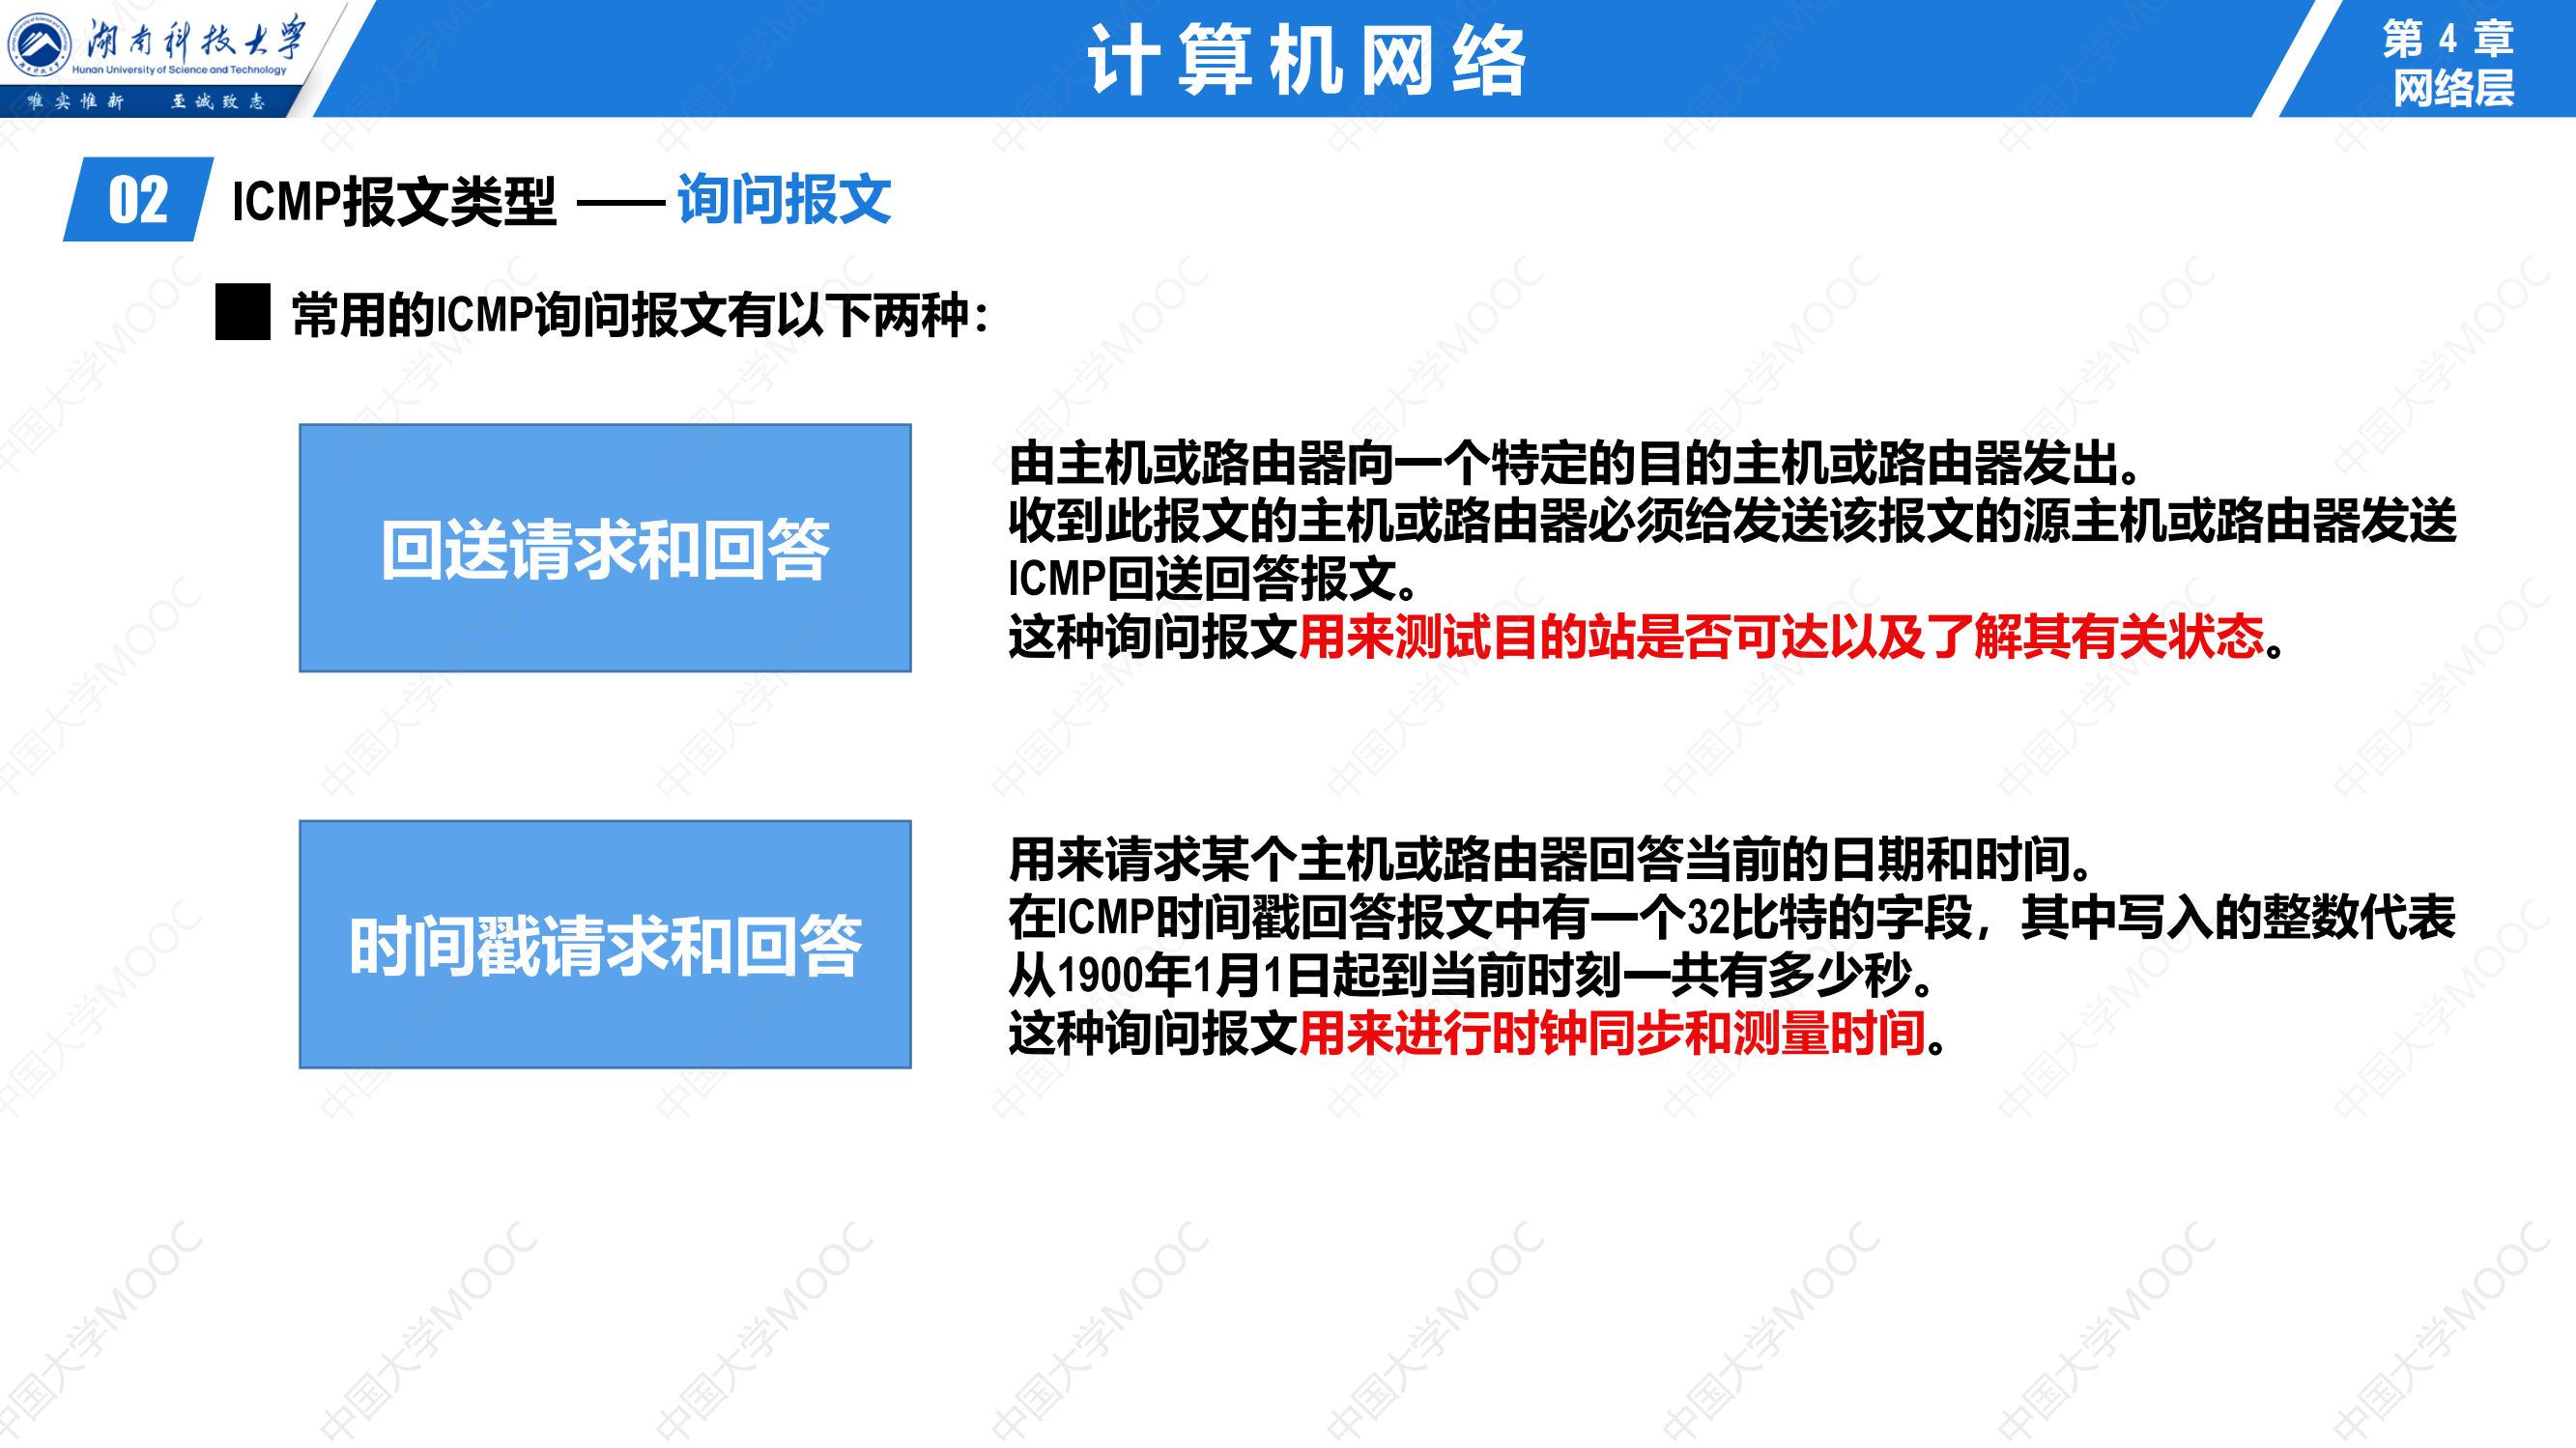 湖南科技大学
Hunan University of Science and Technology
唯实惟新 至诚致志
计算机网络
第 4 章
网络层
02 ICMP报文类型 —— 询问报文
常用的ICMP询问报文有以下两种：
回送请求和回答
由主机或路由器向一个特定的目的主机或路由器发出。
收到此报文的主机或路由器必须给发送该报文的源主机或路由器发送
ICMP回送回答报文。
这种询问报文用来测试目的站是否可达以及了解其有关状态。
时间戳请求和回答
用来请求某个主机或路由器回答当前的日期和时间。
在ICMP时间戳回答报文中有一个32比特的字段，其中写入的整数代表
从1900年1月1日起到当前时刻一共有多少秒。
这种询问报文用来进行时钟同步和测量时间。
中国大学MOOC